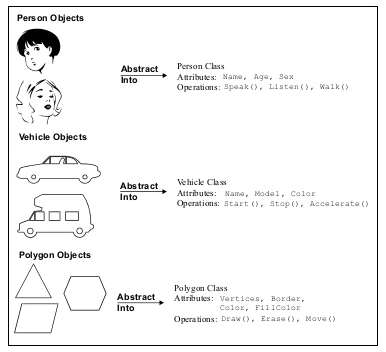 Person Objects
Abstract
Into
Person Class
Attributes: Name, Age, Sex
Operations: Speak(), Listen(), Walk()
Vehicle Objects
Abstract
Into
Vehicle Class
Attributes: Name, Model, Color
Operations: Start(), Stop(), Accelerate()
Polygon Objects
Abstract
Into
Polygon Class
Attributes: Vertices, Border,
Color, FillColor
Operations: Draw(), Erase(), Move()